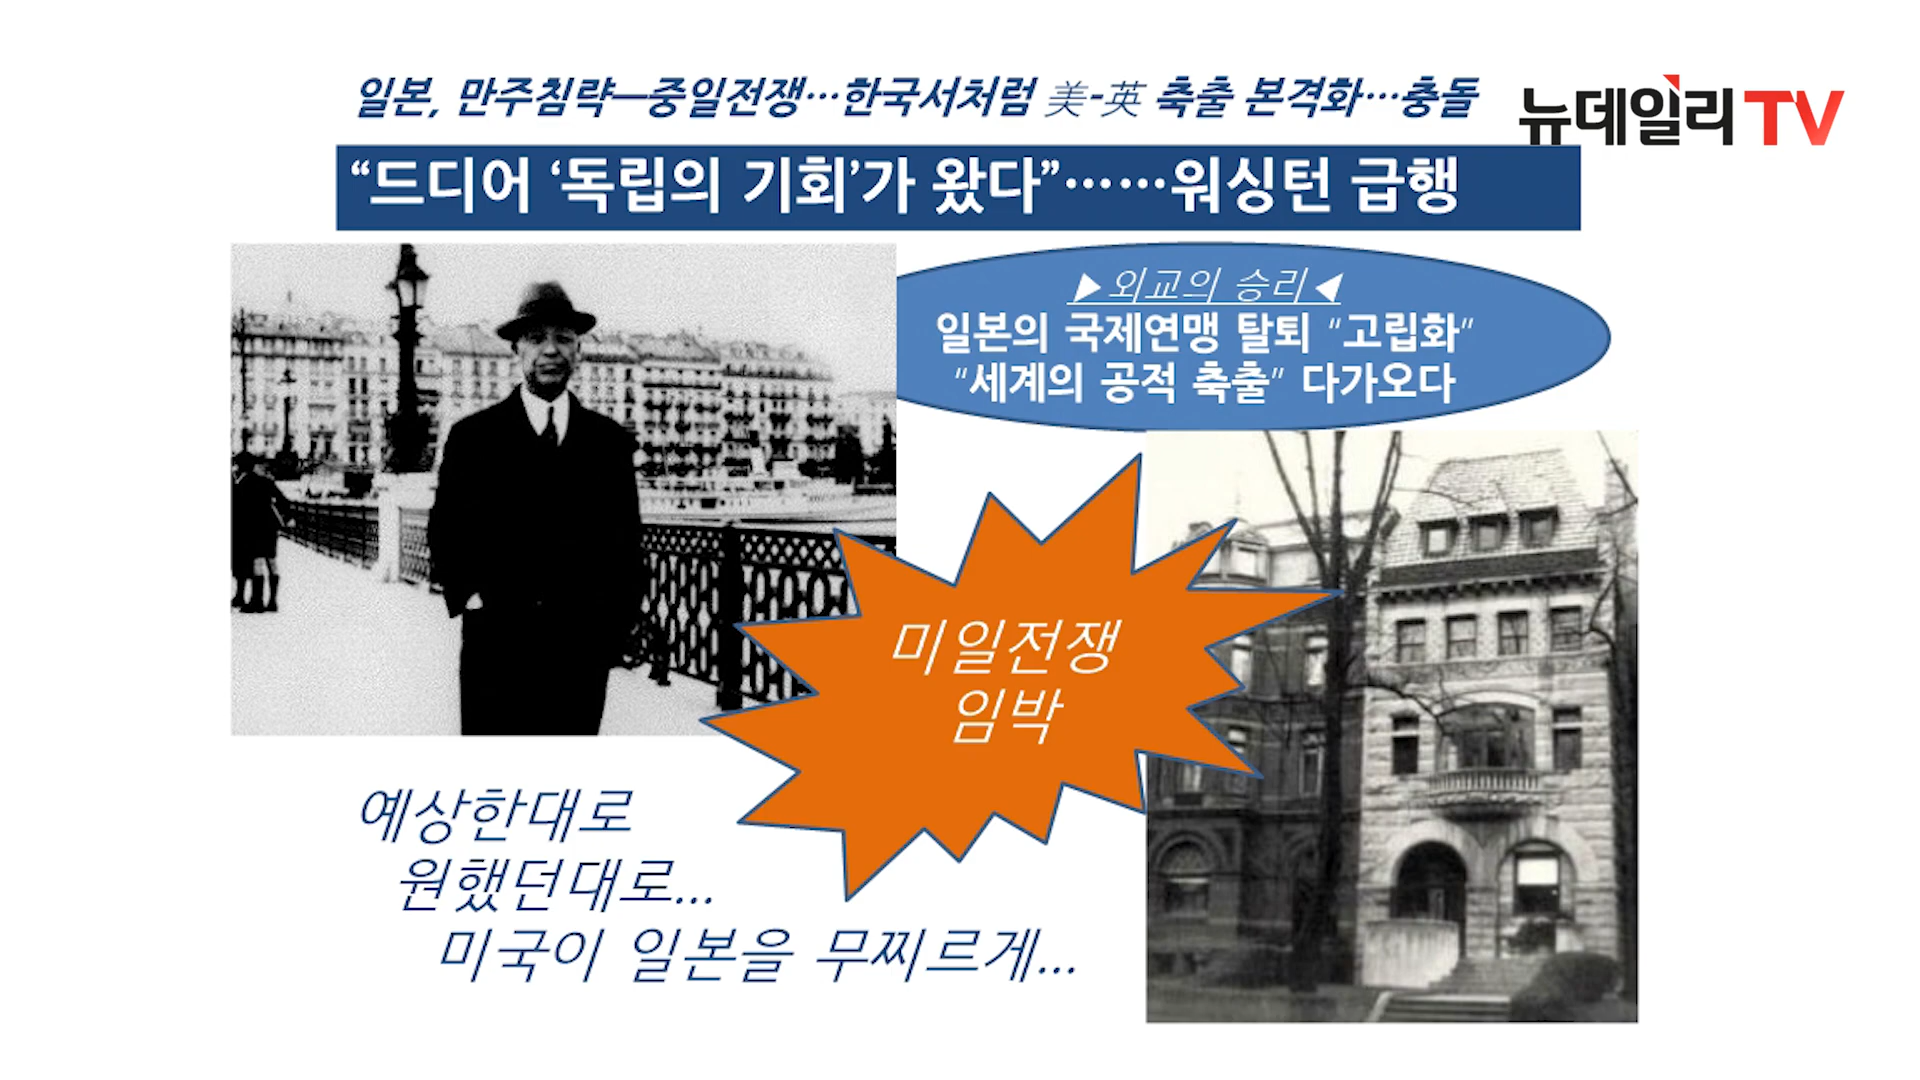 일본, 만주침략―중일전쟁…한국서처럼 美-英 축출 본격화…충돌
뉴데일리TV
“드디어 ‘독립의 기회’가 왔다”……워싱턴 급행
▶외교의 승리◀
일본의 국제연맹 탈퇴 “고립화”
“세계의 공적 축출” 다가오다
미일전쟁
임박
예상한대로
원했던대로...
미국이 일본을 무찌르게...